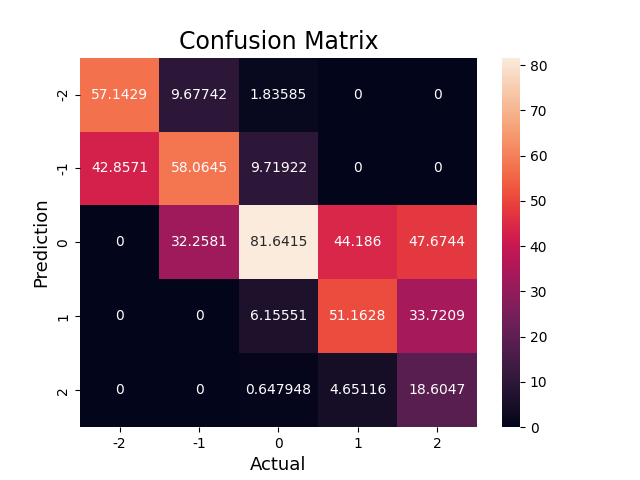 Confusion Matrix
-2 57.1429 9.67742 1.83585 0 0
-1 42.8571 58.0645 9.71922 0 0
0 0 32.2581 81.6415 44.186 47.6744
1 0 0 6.15551 51.1628 33.7209
2 0 0 0.647948 4.65116 18.6047
-2 -1 0 1 2
Actual
Prediction
80
70
60
50
40
30
20
10
0